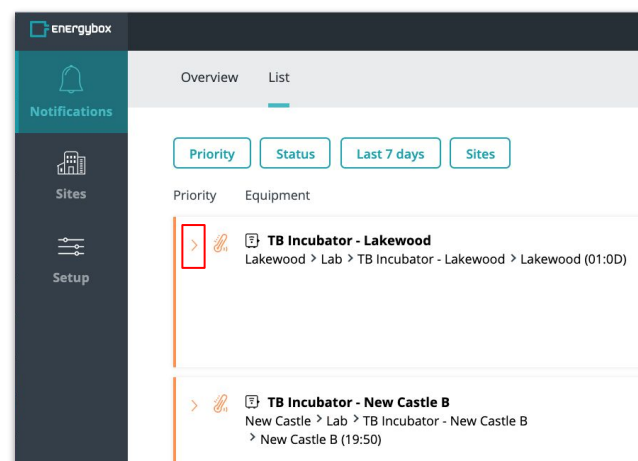 energybox
Overview List
Notifications
Priority Status Last 7 days Sites
Sites
Priority Equipment
TB Incubator - Lakewood
Lakewood > Lab > TB Incubator - Lakewood > Lakewood (01:0D)
Setup
TB Incubator - New Castle B
New Castle > Lab > TB Incubator - New Castle B
> New Castle B (19:50)